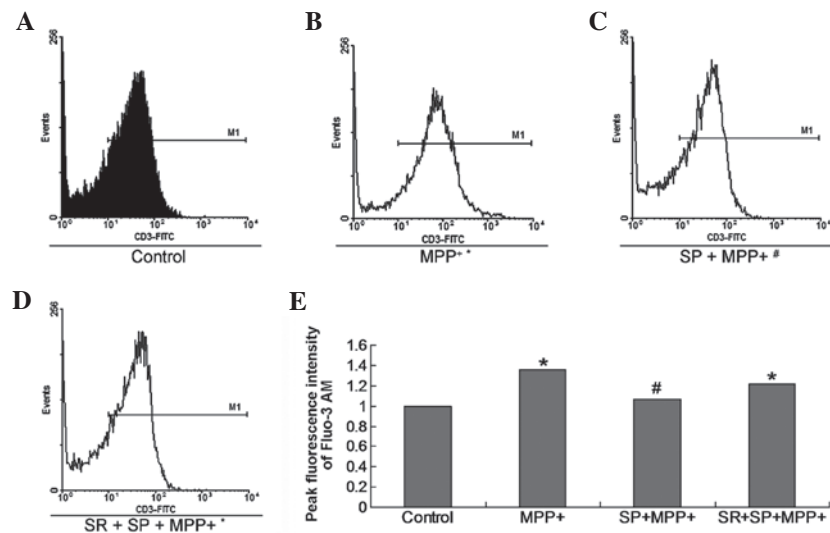 A
256
Events
0
M1
10⁰ 10¹ 10² 10³ 10⁴
CD3-FITC
Control
B
256
Events
0
M1
10⁰ 10¹ 10² 10³ 10⁴
CD3-FITC
MPP⁺ *
C
256
Events
0
M1
10⁰ 10¹ 10² 10³ 10⁴
CD3-FITC
SP + MPP+ #
D
256
Events
0
M1
10⁰ 10¹ 10² 10³ 10⁴
CD3-FITC
SR + SP + MPP+ *
E
Peak fluorescence intensity
of Fluo-3 AM
1.6
1.4
1.2
1
0.8
0.6
0.4
0.2
0
*
#
*
Control MPP+ SP+MPP+ SR+SP+MPP+